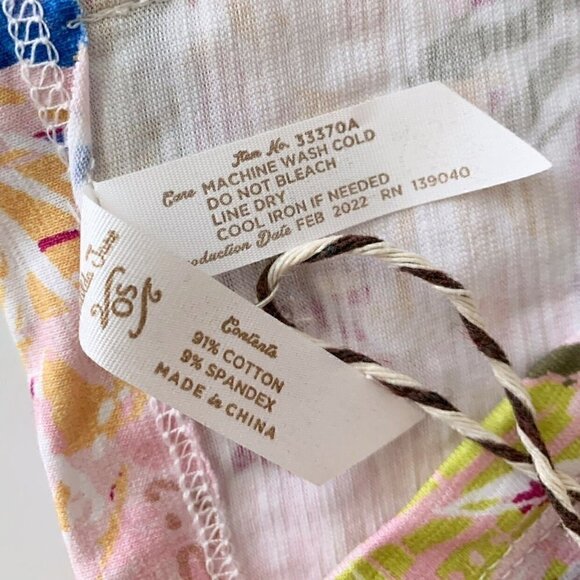 Item No. 33370A
Care MACHINE WASH COLD
DO NOT BLEACH
LINE DRY
COOL IRON IF NEEDED
Production Date FEB 2022 RN 139040
Contents
91% COTTON
9% SPANDEX
MADE IN CHINA